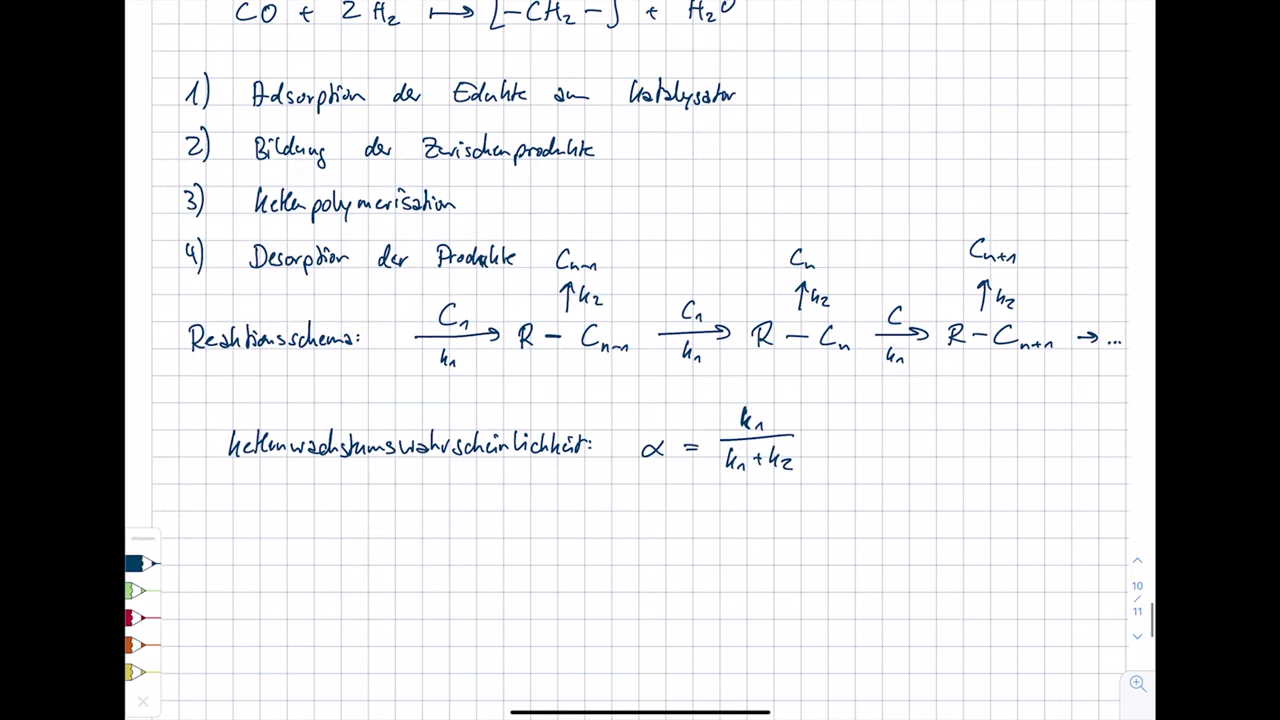 CO + 2 H₂ ⟼ [-CH₂-] + H₂O
1) Adsorption der Edukte am Katalysator
2) Bildung der Zwischenprodukte
3) Kettenpolymerisation
4) Desorption der Produkte
Cₙ₋₁ Cₙ Cₙ₊₁
↑k₂ ↑k₂ ↑k₂
Reaktionsschema: —C₁/k₁→ R – Cₙ₋₁ —C₁/k₁→ R – Cₙ —C/k₁→ R – Cₙ₊₁ → ...
Kettenwachstumswahrscheinlichkeit: α = k₁ / (k₁ + k₂)
10
/
11